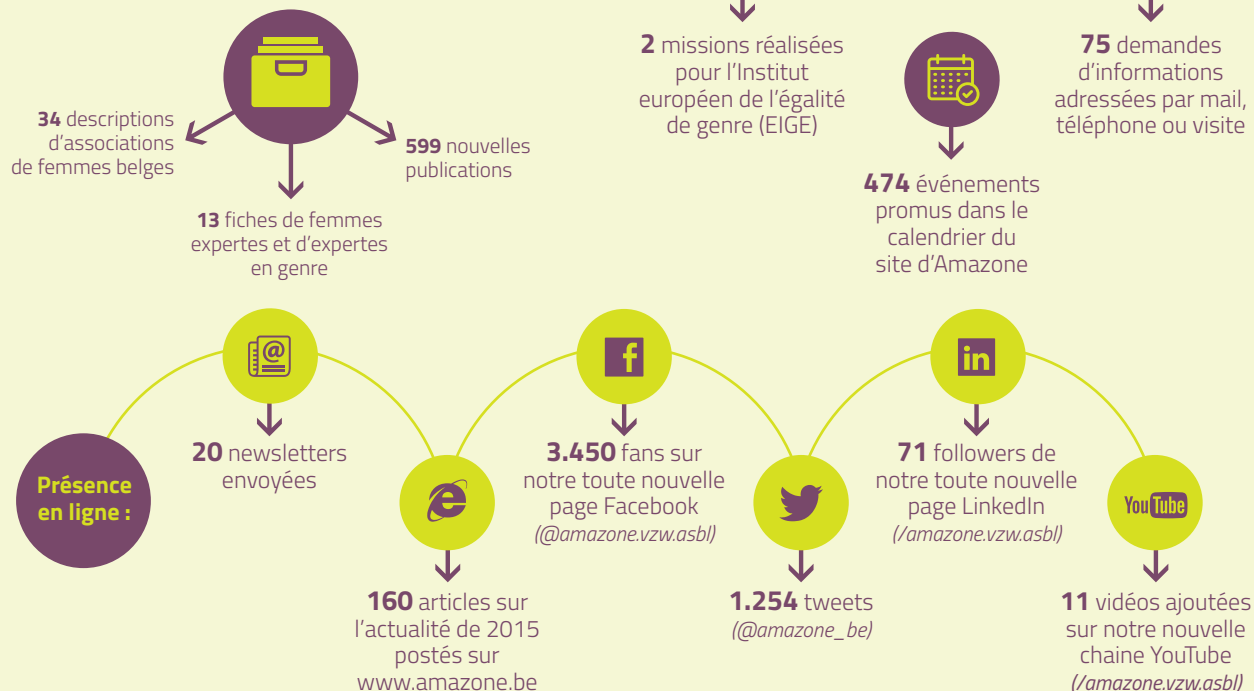 34 descriptions
d'associations
de femmes belges
599 nouvelles
publications
13 fiches de femmes
expertes et d'expertes
en genre
2 missions réalisées
pour l'Institut
européen de l'égalité
de genre (EIGE)
474 événements
promus dans le
calendrier du
site d'Amazone
75 demandes
d'informations
adressées par mail,
téléphone ou visite
Présence
en ligne :
@
20 newsletters
envoyées
e
160 articles sur
l'actualité de 2015
postés sur
www.amazone.be
f
3.450 fans sur
notre toute nouvelle
page Facebook
(@amazone.vzw.asbl)
1.254 tweets
(@amazone_be)
in
71 followers de
notre toute nouvelle
page LinkedIn
(/amazone.vzw.asbl)
YouTube
11 vidéos ajoutées
sur notre nouvelle
chaine YouTube
(/amazone.vzw.asbl)